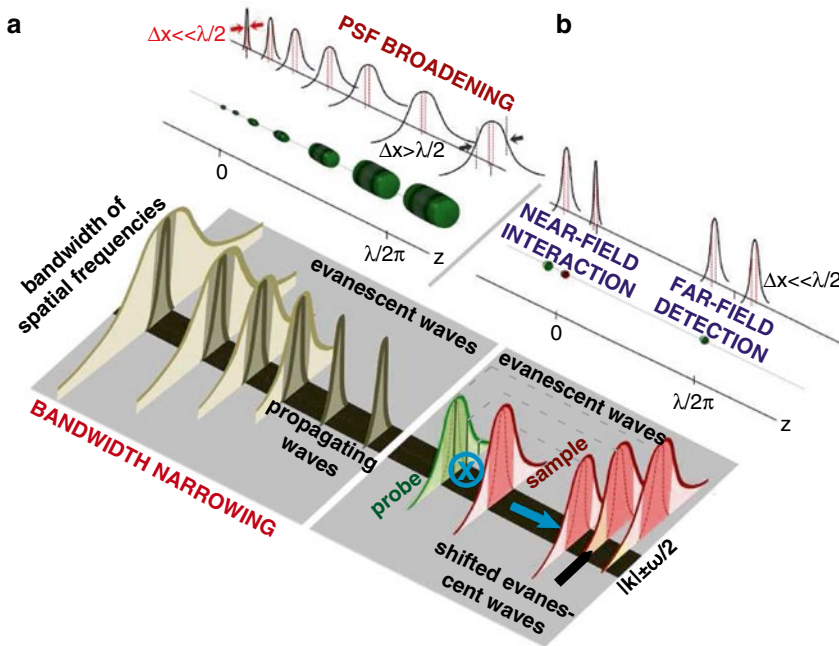 a
b
Δx<<λ/2
PSF BROADENING
Δx>λ/2
0
λ/2π
z
NEAR-FIELD
INTERACTION
FAR-FIELD
DETECTION
Δx<<λ/2
0
λ/2π
z
bandwidth of
spatial frequencies
evanescent waves
propagating
waves
BANDWIDTH NARROWING
evanescent waves
probe
x
sample
shifted evanes-
cent waves
|k|±ω/2